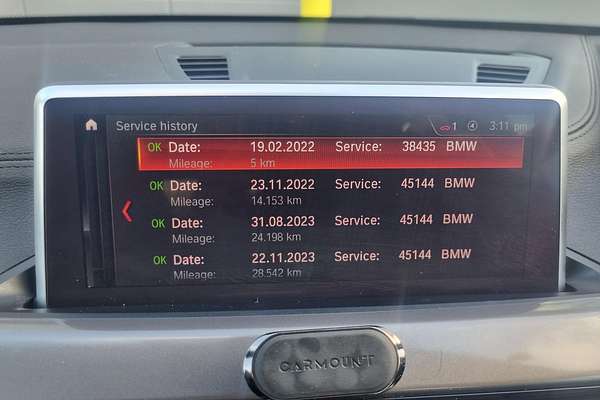 Service history 1 3:11 pm
OK Date: 19.02.2022 Service: 38435 BMW
Mileage: 5 km
OK Date: 23.11.2022 Service: 45144 BMW
Mileage: 14.153 km
OK Date: 31.08.2023 Service: 45144 BMW
Mileage: 24.198 km
OK Date: 22.11.2023 Service: 45144 BMW
Mileage: 28.542 km
CARMOUNT